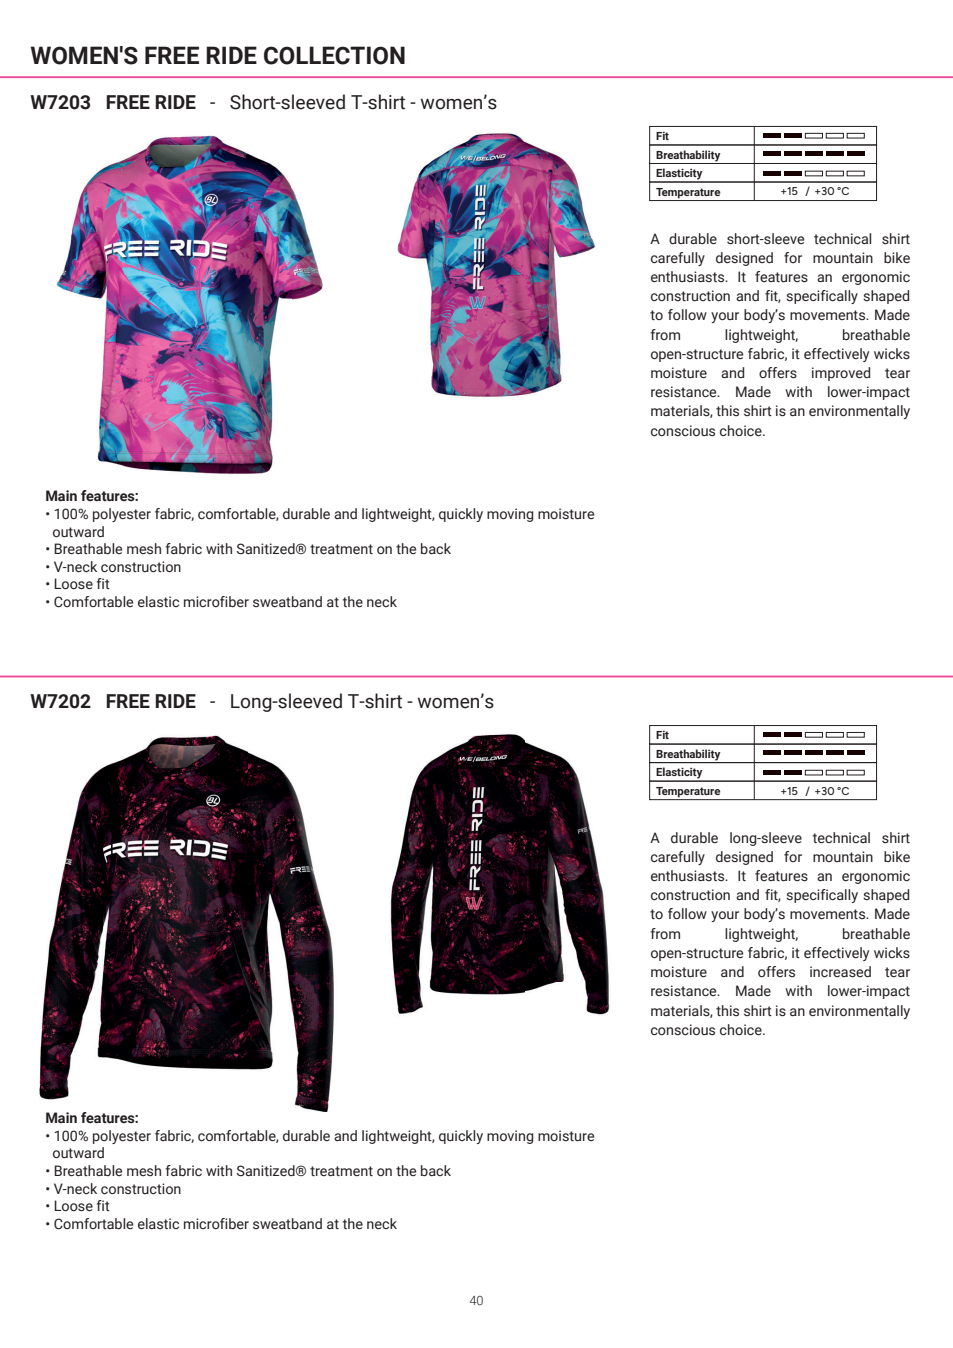 WOMEN'S FREE RIDE COLLECTION
W7203 FREE RIDE - Short-sleeved T-shirt - women’s
BL
FREE RIDE
WE/BELONG
W FREE RIDE
Fit
Breathability
Elasticity
Temperature +15 / +30 °C
A durable short-sleeve technical shirt
carefully designed for mountain bike
enthusiasts. It features an ergonomic
construction and fit, specifically shaped
to follow your body’s movements. Made
from lightweight, breathable
open-structure fabric, it effectively wicks
moisture and offers improved tear
resistance. Made with lower-impact
materials, this shirt is an environmentally
conscious choice.
Main features:
• 100% polyester fabric, comfortable, durable and lightweight, quickly moving moisture
outward
• Breathable mesh fabric with Sanitized® treatment on the back
• V-neck construction
• Loose fit
• Comfortable elastic microfiber sweatband at the neck
W7202 FREE RIDE - Long-sleeved T-shirt - women’s
BL
FREE RIDE
FREE
WE/BELONG
W FREE RIDE
Fit
Breathability
Elasticity
Temperature +15 / +30 °C
A durable long-sleeve technical shirt
carefully designed for mountain bike
enthusiasts. It features an ergonomic
construction and fit, specifically shaped
to follow your body’s movements. Made
from lightweight, breathable
open-structure fabric, it effectively wicks
moisture and offers increased tear
resistance. Made with lower-impact
materials, this shirt is an environmentally
conscious choice.
Main features:
• 100% polyester fabric, comfortable, durable and lightweight, quickly moving moisture
outward
• Breathable mesh fabric with Sanitized® treatment on the back
• V-neck construction
• Loose fit
• Comfortable elastic microfiber sweatband at the neck
40